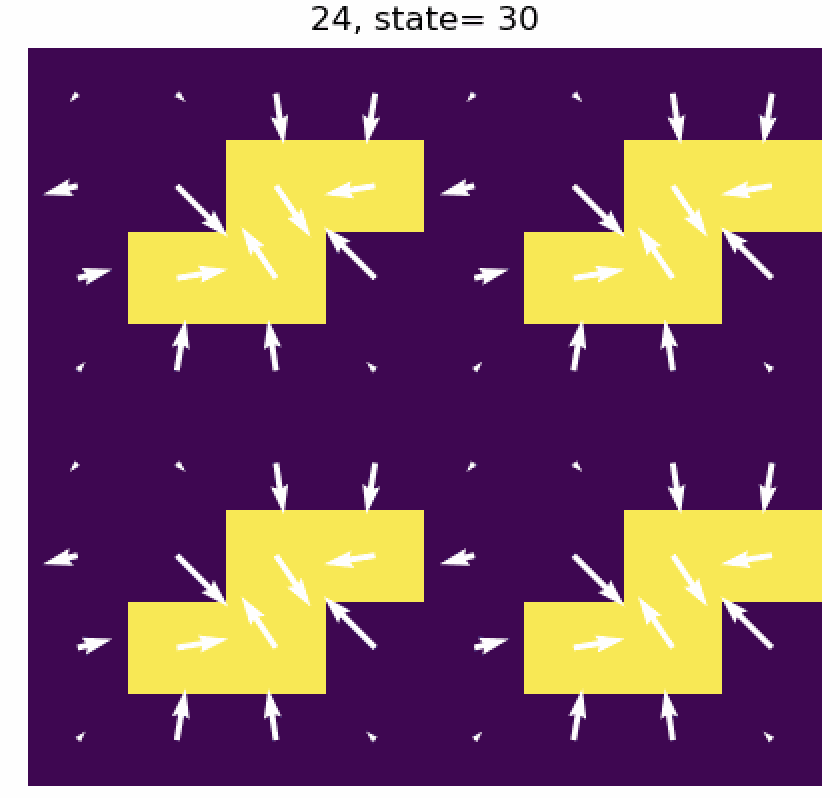 24, state= 30